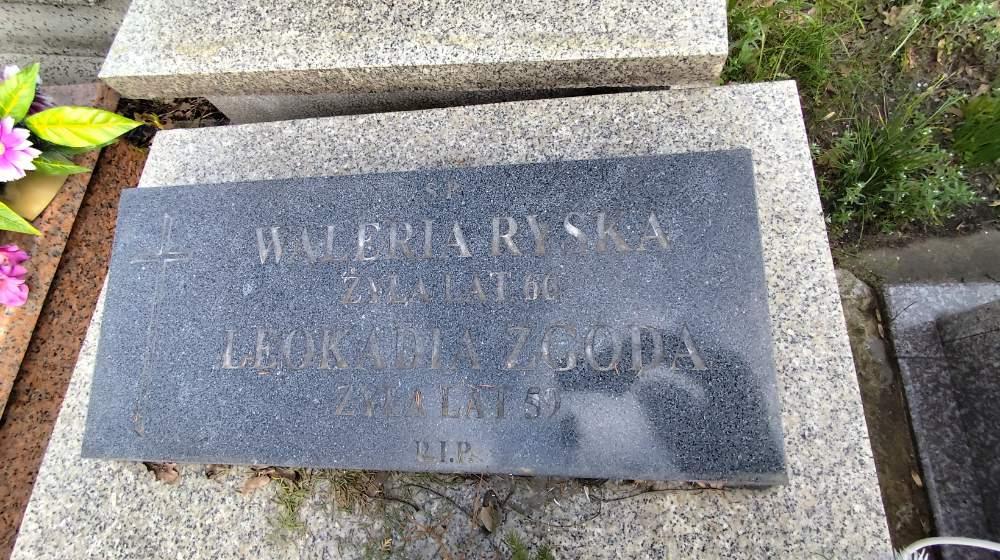 Ś.P.
WALERIA RYSKA
ŻYŁA LAT 60
LEOKADIA ZGODA
ŻYŁA LAT 59
R.I.P.